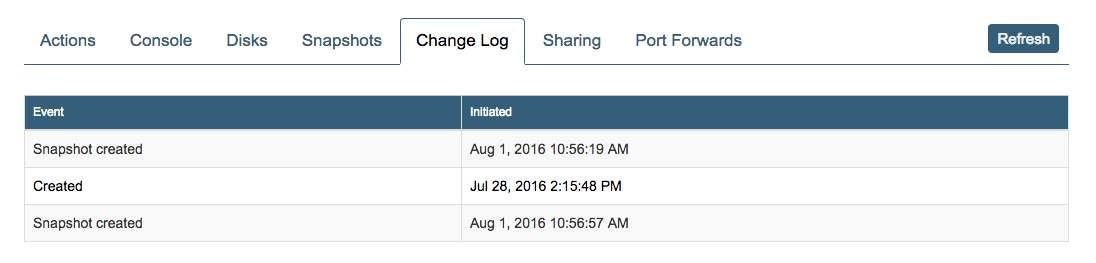 Actions Console Disks Snapshots Change Log Sharing Port Forwards Refresh
Event Initiated
Snapshot created Aug 1, 2016 10:56:19 AM
Created Jul 28, 2016 2:15:48 PM
Snapshot created Aug 1, 2016 10:56:57 AM